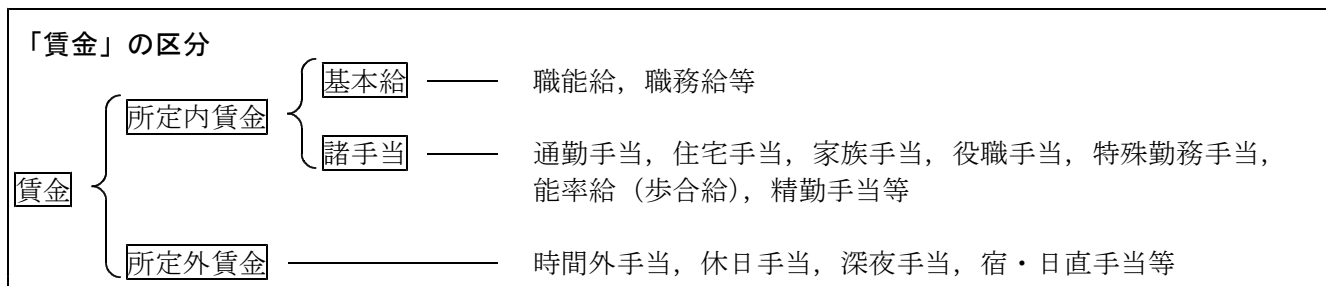 「賃金」の区分
基本給 職能給，職務給等
所定内賃金
諸手当 通勤手当，住宅手当，家族手当，役職手当，特殊勤務手当，
能率給（歩合給），精勤手当等
賃金
所定外賃金 時間外手当，休日手当，深夜手当，宿・日直手当等